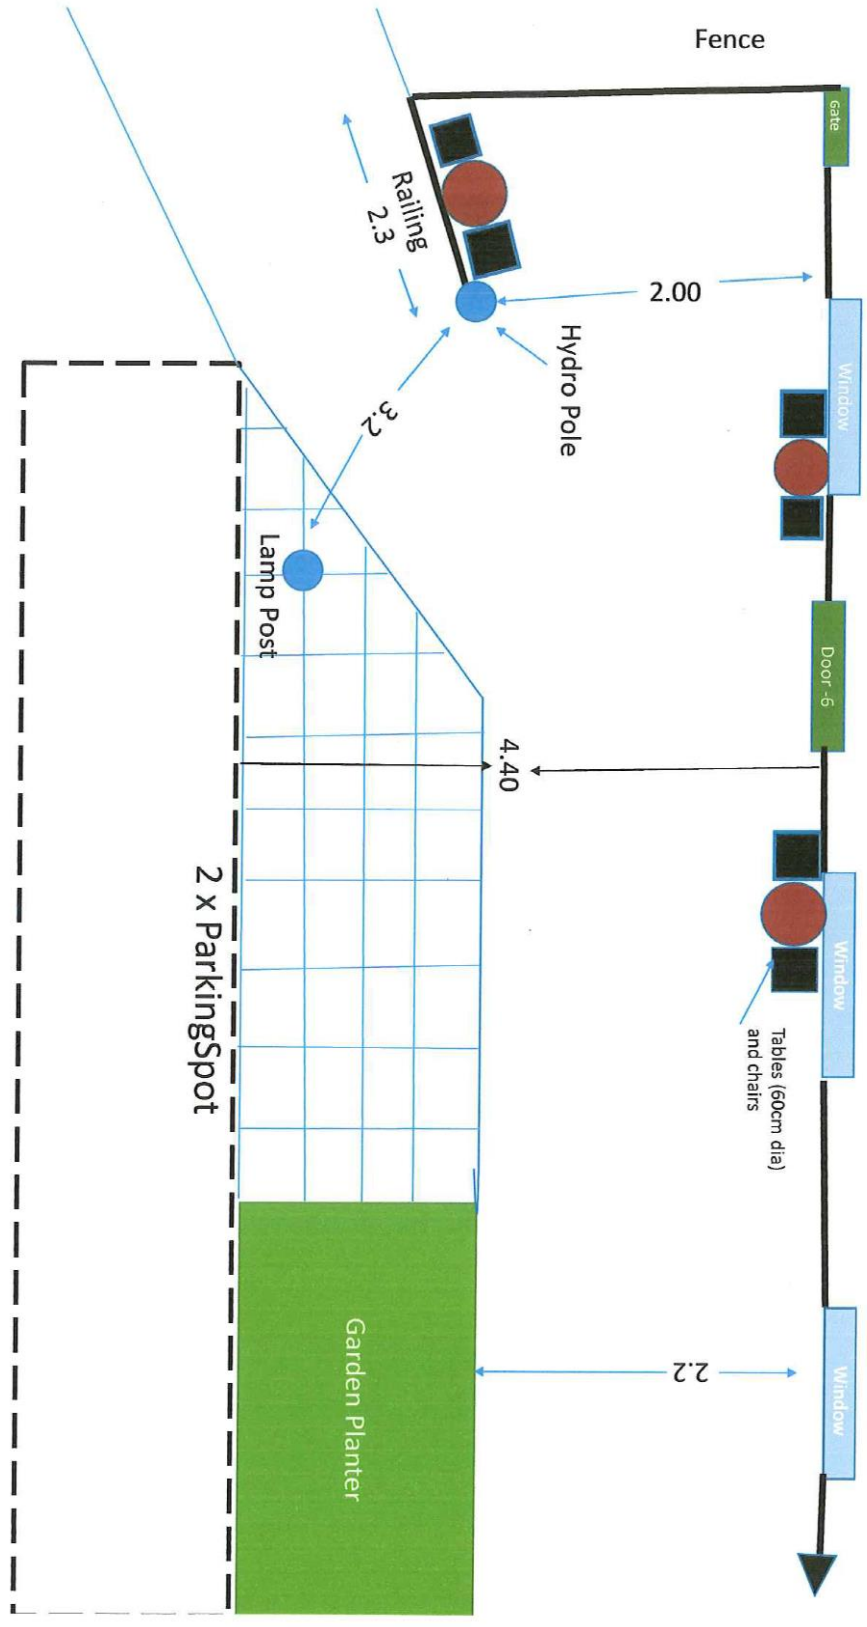 Fence
Gate
Railing
2.3
2.00
Hydro Pole
Window
3.2
Lamp Post
Door -6
4.40
2 x ParkingSpot
Window
Tables (60cm dia)
and chairs
Garden Planter
2.2
Window